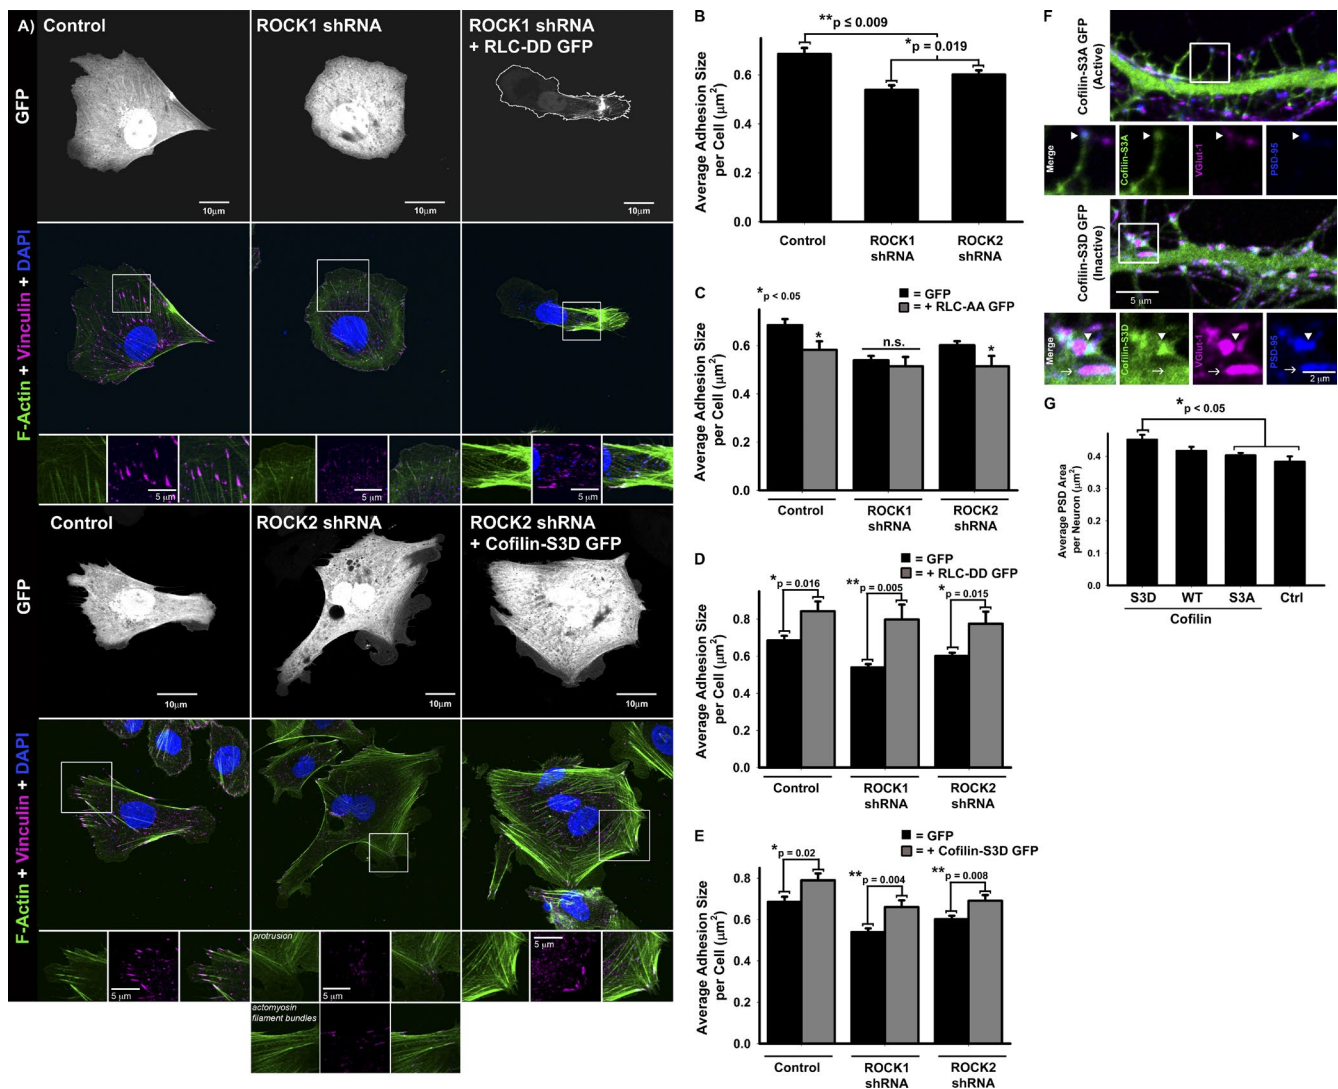 A)
Control
ROCK1 shRNA
ROCK1 shRNA
+ RLC-DD GFP
GFP
10μm
10μm
10μm
F-Actin + Vinculin + DAPI
5 μm
5 μm
5 μm
Control
ROCK2 shRNA
ROCK2 shRNA
+ Cofilin-S3D GFP
GFP
10μm
10μm
10μm
F-Actin + Vinculin + DAPI
5 μm
protrusion
5 μm
5 μm
actomyosin
filament bundles
B
Average Adhesion Size
per Cell (μm²)
0.6
0.4
0.2
0.0
**p ≤ 0.009
*p = 0.019
Control
ROCK1
shRNA
ROCK2
shRNA
C
Average Adhesion Size
per Cell (μm²)
0.6
0.4
0.2
0.0
*p < 0.05
= GFP
= + RLC-AA GFP
*
n.s.
*
Control
ROCK1
shRNA
ROCK2
shRNA
D
Average Adhesion Size
per Cell (μm²)
0.8
0.6
0.4
0.2
0.0
= GFP
= + RLC-DD GFP
*p = 0.016
**p = 0.005
*p = 0.015
Control
ROCK1
shRNA
ROCK2
shRNA
E
Average Adhesion Size
per Cell (μm²)
0.8
0.6
0.4
0.2
0.0
= GFP
= + Cofilin-S3D GFP
*p = 0.02
**p = 0.004
**p = 0.008
Control
ROCK1
shRNA
ROCK2
shRNA
F
Cofilin-S3A GFP
(Active)
Merge
Cofilin-S3A
VGlut-1
PSD-95
Cofilin-S3D GFP
(Inactive)
5 μm
Merge
Cofilin-S3D
VGlut-1
PSD-95
2 μm
G
Average PSD Area
per Neuron (μm²)
0.4
0.3
0.2
0.1
0.0
*p < 0.05
S3D
WT
S3A
Ctrl
Cofilin